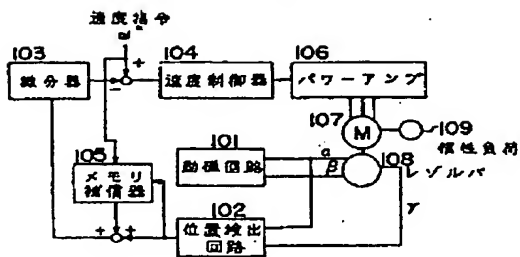 速度指令
α*
103
微分器
+
-
104
速度制御器
106
パワーアンプ
107
M
109
慣性負荷
101
励磁回路
α
β
108
レゾルバ
γ
105
メモリ
補償器
+
+
102
位置検出
回路